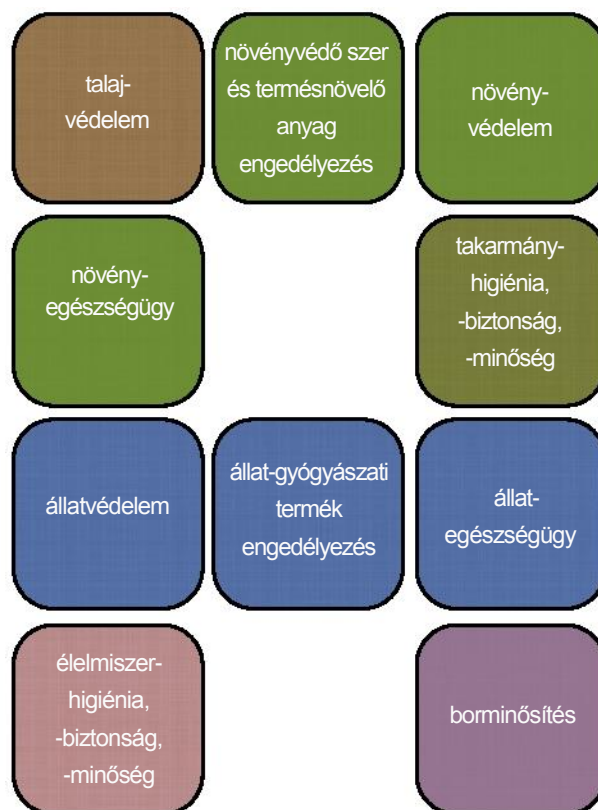 talaj-
védelem
növényvédő szer
és termésnövelő
anyag
engedélyezés
növény-
védelem
növény-
egészségügy
takarmány-
higiénia,
-biztonság,
-minőség
állatvédelem
állat-gyógyászati
termék
engedélyezés
állat-
egészségügy
élelmiszer-
higiénia,
-biztonság,
-minőség
borminősítés